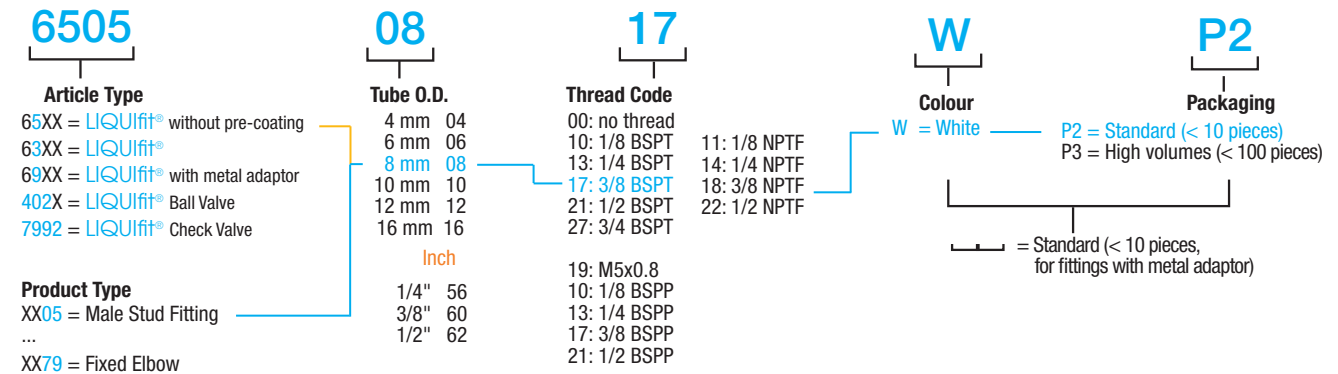 6505 08 17 W P2
Article Type
65XX = LIQUIfit® without pre-coating
63XX = LIQUIfit®
69XX = LIQUIfit® with metal adaptor
402X = LIQUIfit® Ball Valve
7992 = LIQUIfit® Check Valve
Product Type
XX05 = Male Stud Fitting
...
XX79 = Fixed Elbow
Tube O.D.
4 mm 04
6 mm 06
8 mm 08
10 mm 10
12 mm 12
16 mm 16
Inch
1/4" 56
3/8" 60
1/2" 62
Thread Code
00: no thread
10: 1/8 BSPT
13: 1/4 BSPT
17: 3/8 BSPT
21: 1/2 BSPT
27: 3/4 BSPT
11: 1/8 NPTF
14: 1/4 NPTF
18: 3/8 NPTF
22: 1/2 NPTF
19: M5x0.8
10: 1/8 BSPP
13: 1/4 BSPP
17: 3/8 BSPP
21: 1/2 BSPP
Colour
W = White
Packaging
P2 = Standard (< 10 pieces)
P3 = High volumes (< 100 pieces)
= Standard (< 10 pieces,
for fittings with metal adaptor)